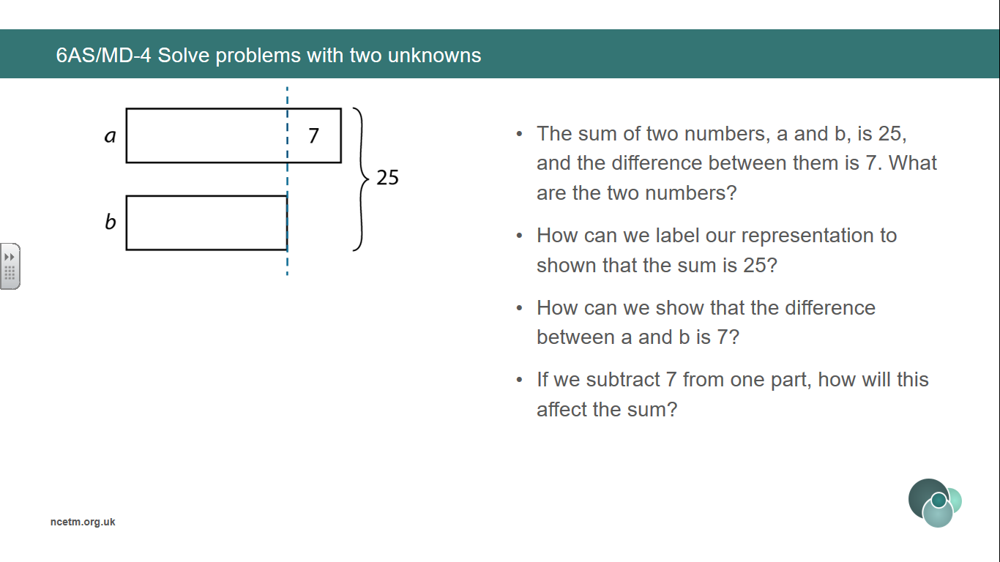 6AS/MD-4 Solve problems with two unknowns
a
7
25
b
• The sum of two numbers, a and b, is 25,
and the difference between them is 7. What
are the two numbers?
• How can we label our representation to
shown that the sum is 25?
• How can we show that the difference
between a and b is 7?
• If we subtract 7 from one part, how will this
affect the sum?
ncetm.org.uk